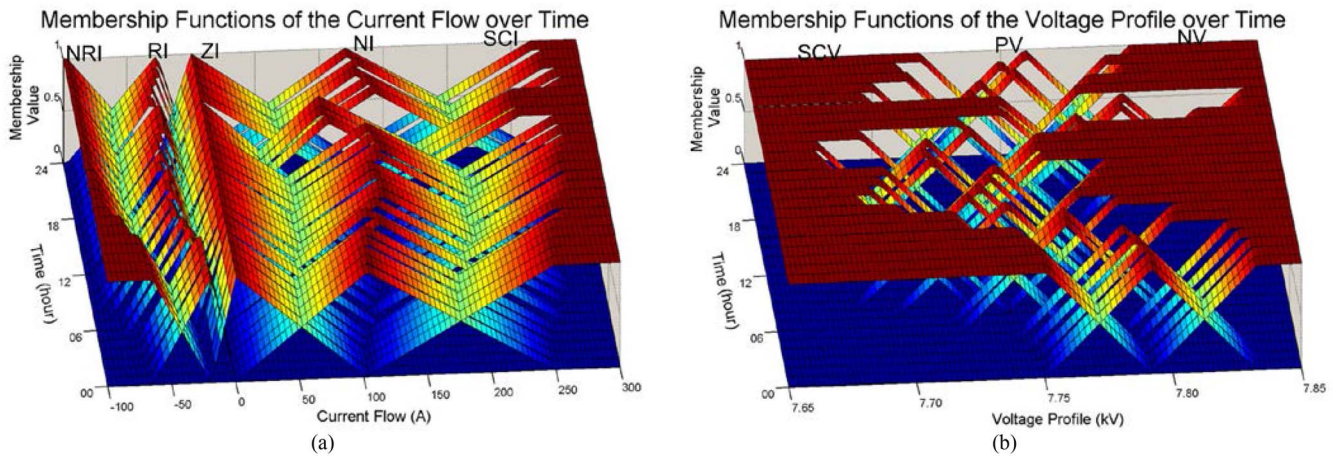 Membership Functions of the Current Flow over Time
NRI RI ZI NI SCI
Membership
Value
1
0.5
0
24
18
12
06
00
Time (hour)
-100 -50 0 50 100 150 200 250 300
Current Flow (A)
(a)
Membership Functions of the Voltage Profile over Time
SCV PV NV
Membership
Value
1
0.5
0
24
18
12
06
00
Time (hour)
7.65 7.70 7.75 7.80 7.85
Voltage Profile (kV)
(b)